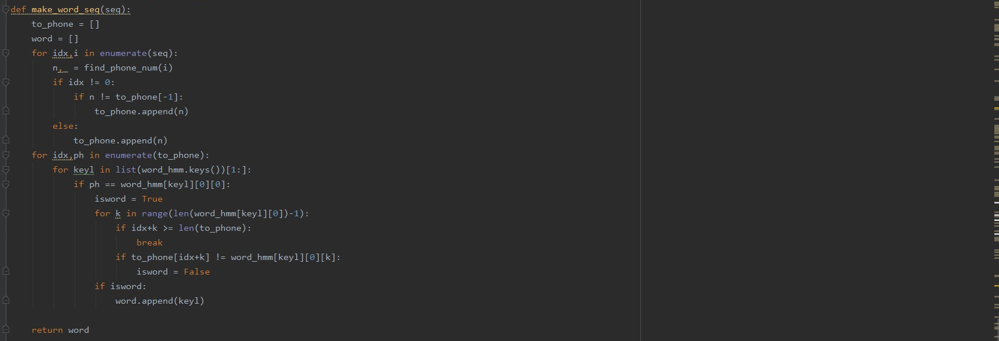 def make_word_seq(seq):
    to_phone = []
    word = []
    for idx,i in enumerate(seq):
        n,_ = find_phone_num(i)
        if idx != 0:
            if n != to_phone[-1]:
                to_phone.append(n)
        else:
            to_phone.append(n)
    for idx,ph in enumerate(to_phone):
        for keyl in list(word_hmm.keys())[1:]:
            if ph == word_hmm[keyl][0][0]:
                isword = True
                for k in range(len(word_hmm[keyl][0])-1):
                    if idx+k >= len(to_phone):
                        break
                    if to_phone[idx+k] != word_hmm[keyl][0][k]:
                        isword = False
                if isword:
                    word.append(keyl)

    return word